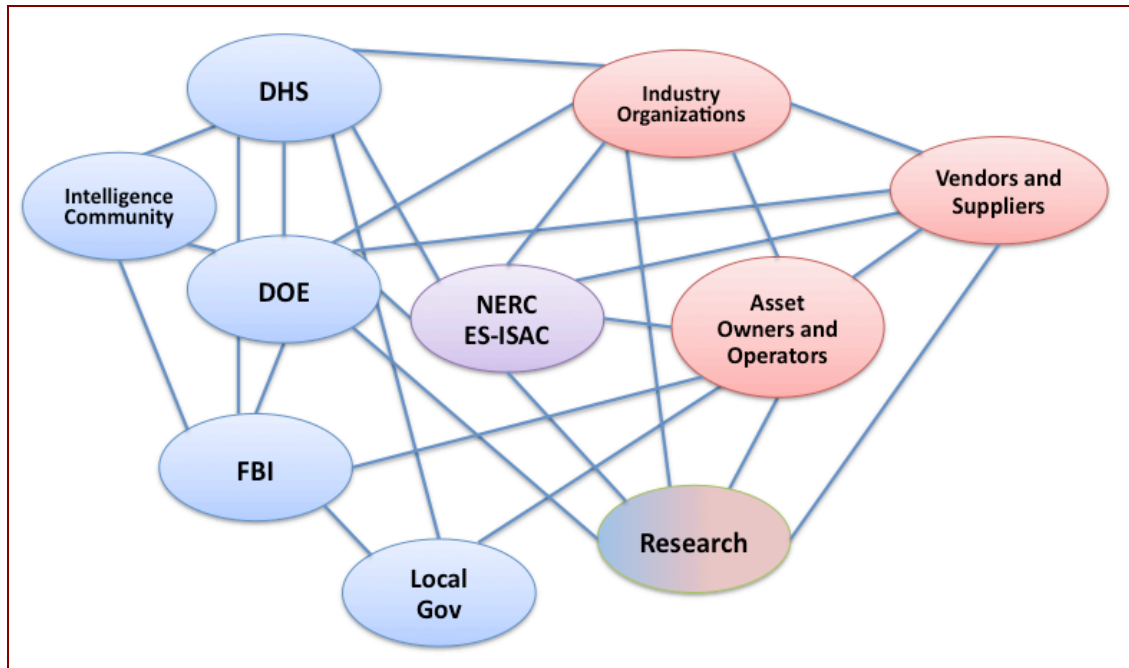 DHS
Industry
Organizations
Intelligence
Community
Vendors and
Suppliers
DOE
NERC
ES-ISAC
Asset
Owners and
Operators
FBI
Research
Local
Gov